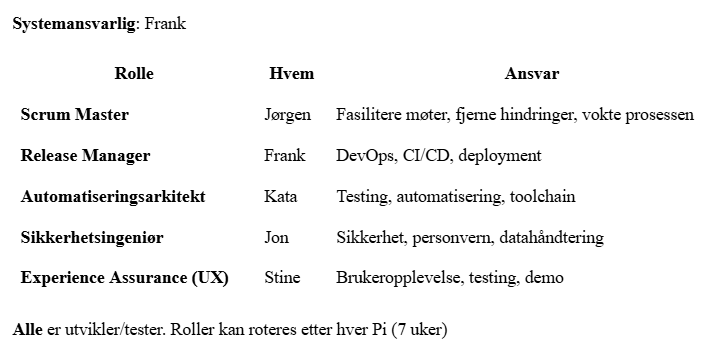 Systemansvarlig: Frank
Rolle Hvem Ansvar
Scrum Master Jørgen Fasilitere møter, fjerne hindringer, vokte prosessen
Release Manager Frank DevOps, CI/CD, deployment
Automatiseringsarkitekt Kata Testing, automatisering, toolchain
Sikkerhetsingeniør Jon Sikkerhet, personvern, datahåndtering
Experience Assurance (UX) Stine Brukeropplevelse, testing, demo
Alle er utvikler/tester. Roller kan roteres etter hver Pi (7 uker)